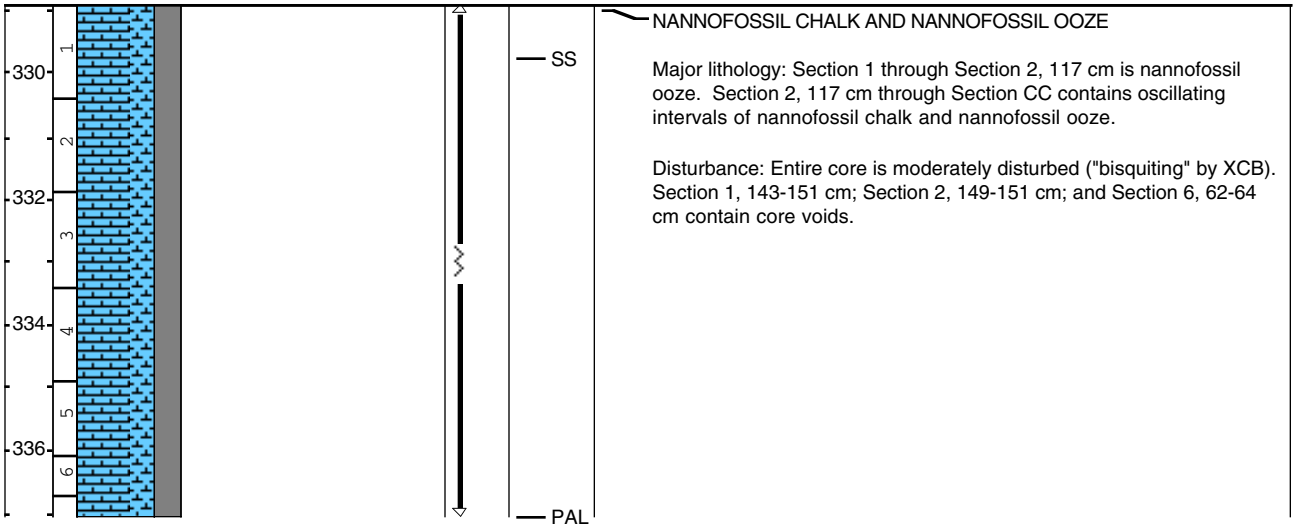 NANNOFOSSIL CHALK AND NANNOFOSSIL OOZE
1
SS
330
Major lithology: Section 1 through Section 2, 117 cm is nannofossil
ooze. Section 2, 117 cm through Section CC contains oscillating
intervals of nannofossil chalk and nannofossil ooze.
2
Disturbance: Entire core is moderately disturbed ("bisquiting" by XCB).
332
Section 1, 143-151 cm; Section 2, 149-151 cm; and Section 6, 62-64
cm contain core voids.
3
334
4
5
336
6
PAL